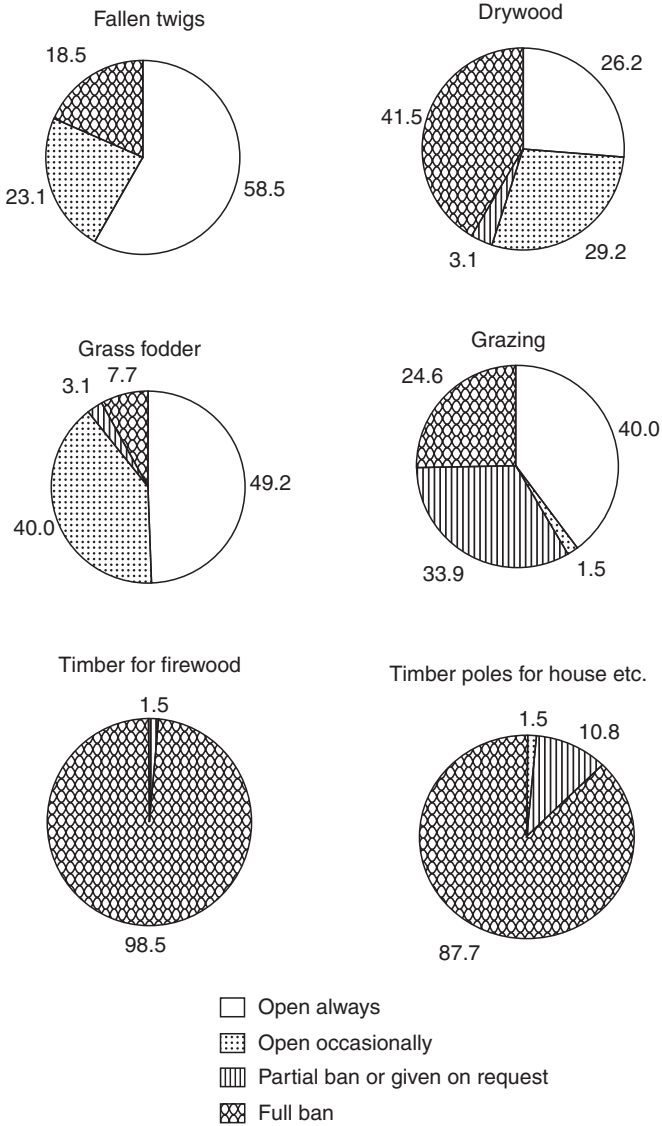 Fallen twigs
18.5
23.1
58.5
Drywood
26.2
41.5
3.1
29.2
Grass fodder
3.1
7.7
40.0
49.2
Grazing
24.6
40.0
33.9
1.5
Timber for firewood
1.5
98.5
Timber poles for house etc.
1.5
10.8
87.7
Open always
Open occasionally
Partial ban or given on request
Full ban